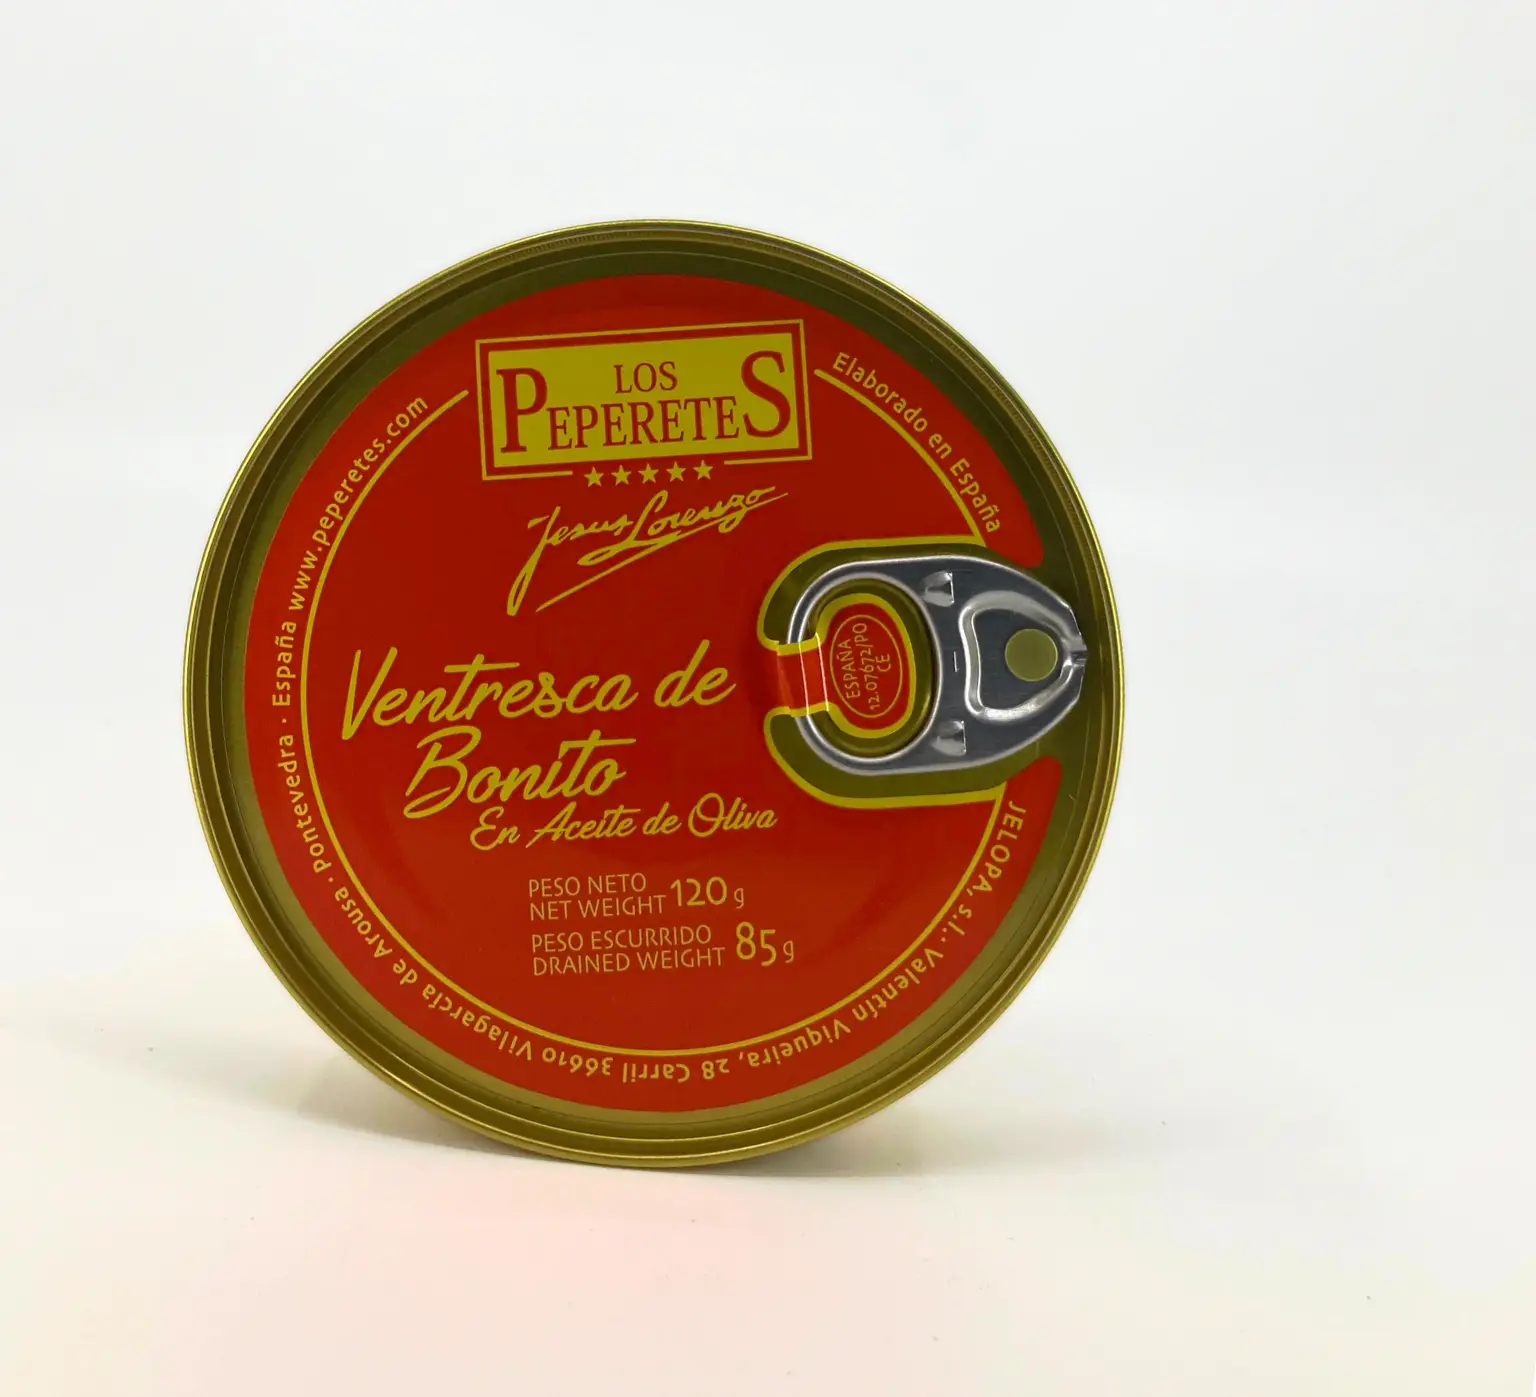 LOS
PEPERETES
Jesus Lorenzo
Ventresca de
Bonito
En Aceite de Oliva
PESO NETO
NET WEIGHT 120 g
PESO ESCURRIDO
DRAINED WEIGHT 85 g
Elaborado en España
ESPAÑA
12.07672/PO
CE
JELOPA, s.l. · Valentín Viqueira, 28 Carril 36610 Vilagarcía de Arousa · Pontevedra · España www.peperetes.com